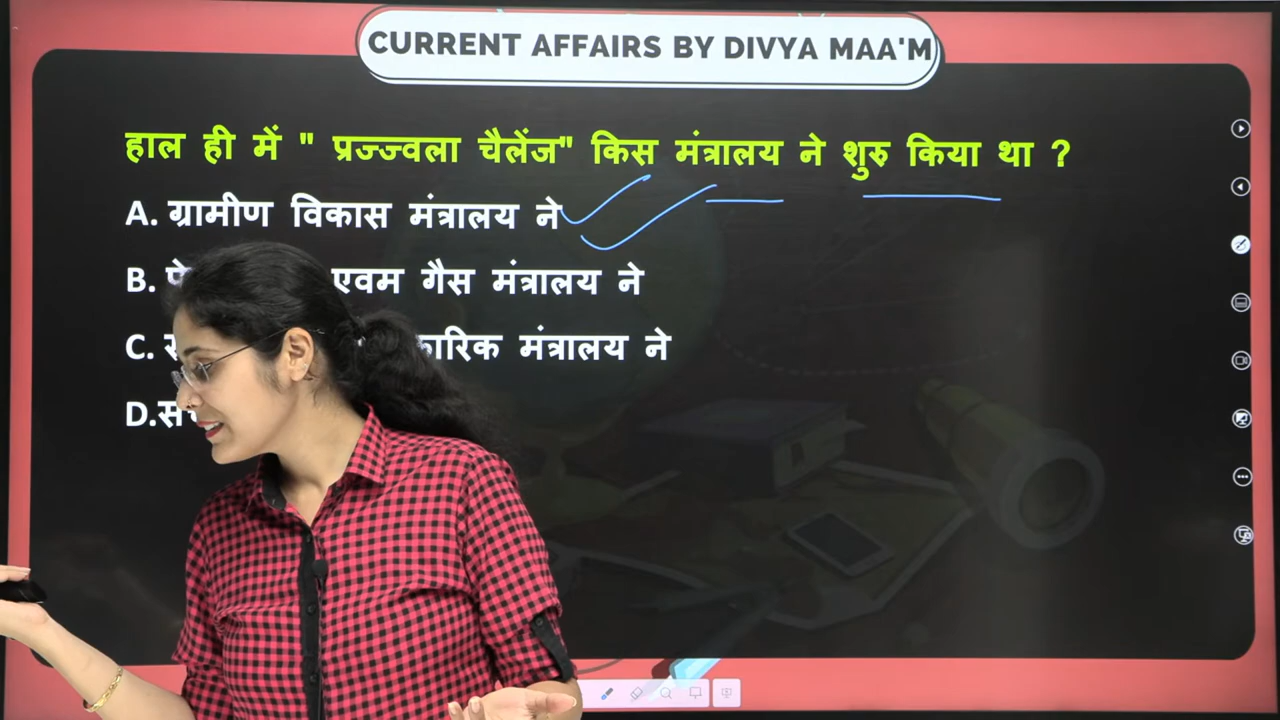 CURRENT AFFAIRS BY DIVYA MAA'M
हाल ही में " प्रज्ज्वला चैलेंज" किस मंत्रालय ने शुरु किया था ?
A. ग्रामीण विकास मंत्रालय ने
B. एवम गैस मंत्रालय ने
C. मंत्रालय ने
D.